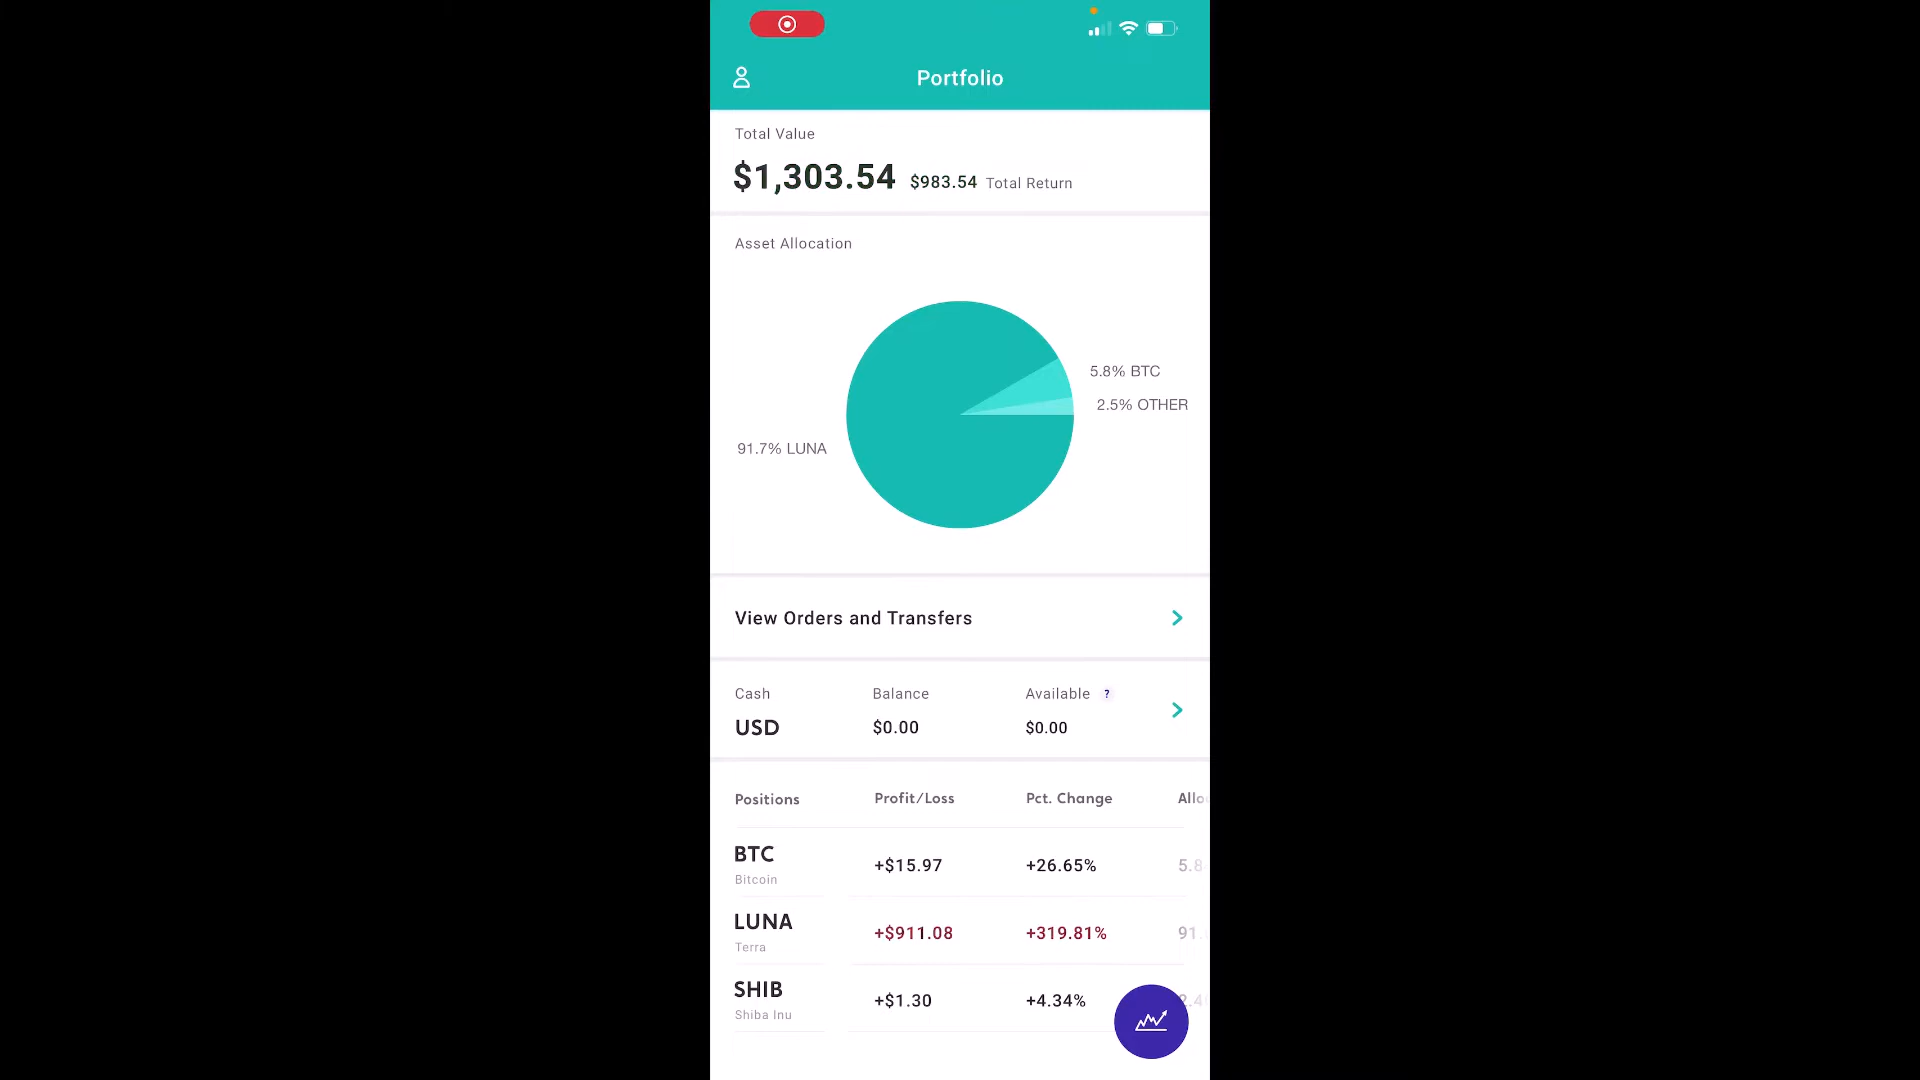 Portfolio
Total Value
$1,303.54 $983.54 Total Return
Asset Allocation
5.8% BTC
2.5% OTHER
91.7% LUNA
View Orders and Transfers
Cash Balance Available ?
USD $0.00 $0.00
Positions Profit/Loss Pct. Change
BTC +$15.97 +26.65% 5.8
Bitcoin
LUNA +$911.08 +319.81% 91.
Terra
SHIB +$1.30 +4.34%
Shiba Inu